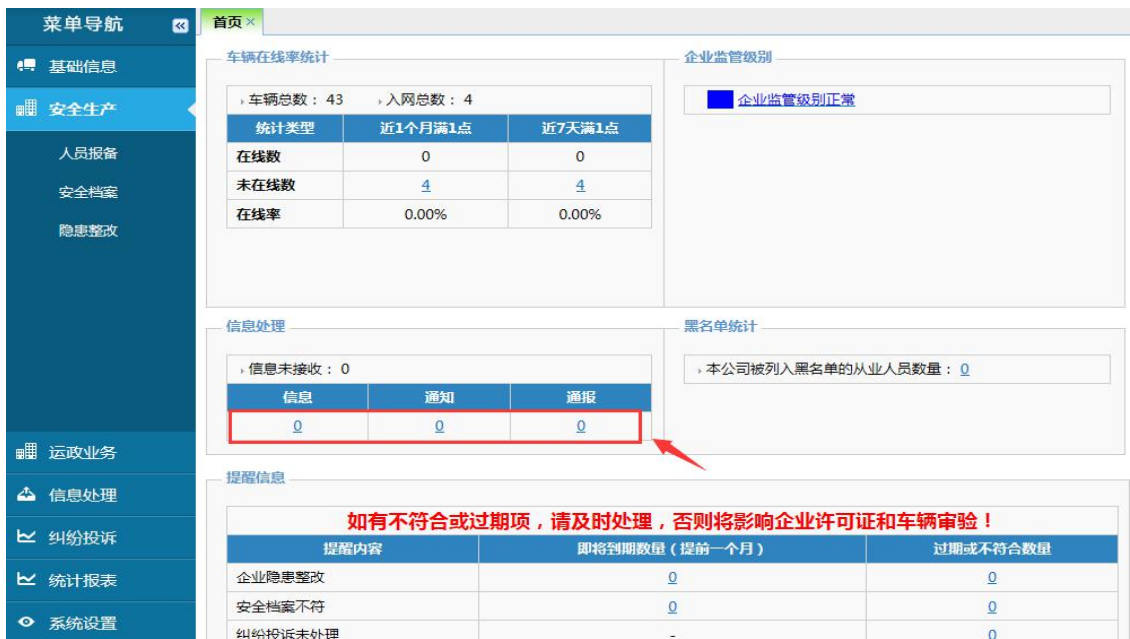 菜单导航
基础信息
安全生产
人员报备
安全档案
隐患整改
运政业务
信息处理
纠纷投诉
统计报表
系统设置
首页
车辆在线率统计
车辆总数： 43 入网总数： 4
统计类型 近1个月满1点 近7天满1点
在线数 0 0
未在线数 4 4
在线率 0.00% 0.00%
企业监管级别
企业监管级别正常
信息处理
信息未接收： 0
信息 通知 通报
0 0 0
黑名单统计
本公司被列入黑名单的从业人员数量： 0
提醒信息
如有不符合或过期项，请及时处理，否则将影响企业许可证和车辆审验！
提醒内容 即将到期数量（提前一个月） 过期或不符合数量
企业隐患整改 0 0
安全档案不符 0 0
纠纷投诉未处理 - 0